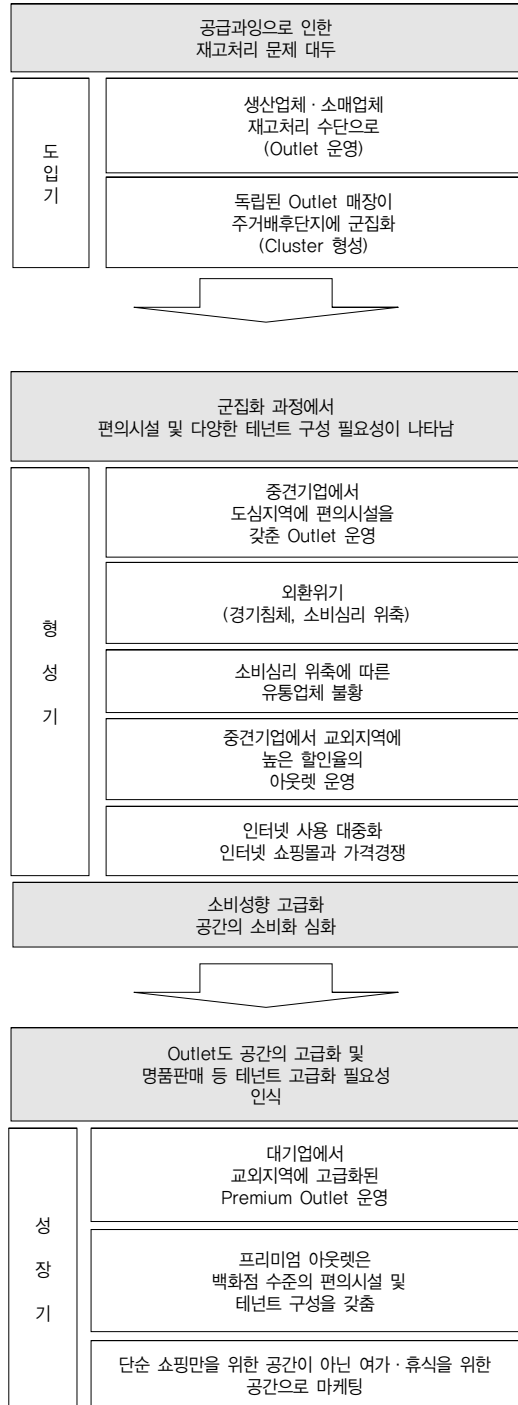 공급과잉으로 인한
재고처리 문제 대두
도
입
기
생산업체 · 소매업체
재고처리 수단으로
(Outlet 운영)
독립된 Outlet 매장이
주거배후단지에 군집화
(Cluster 형성)
군집화 과정에서
편의시설 및 다양한 테넌트 구성 필요성이 나타남
형
성
기
중견기업에서
도심지역에 편의시설을
갖춘 Outlet 운영
외환위기
(경기침체, 소비심리 위축)
소비심리 위축에 따른
유통업체 불황
중견기업에서 교외지역에
높은 할인율의
아웃렛 운영
인터넷 사용 대중화
인터넷 쇼핑몰과 가격경쟁
소비성향 고급화
공간의 소비화 심화
Outlet도 공간의 고급화 및
명품판매 등 테넌트 고급화 필요성
인식
성
장
기
대기업에서
교외지역에 고급화된
Premium Outlet 운영
프리미엄 아웃렛은
백화점 수준의 편의시설 및
테넌트 구성을 갖춤
단순 쇼핑만을 위한 공간이 아닌 여가 · 휴식을 위한
공간으로 마케팅